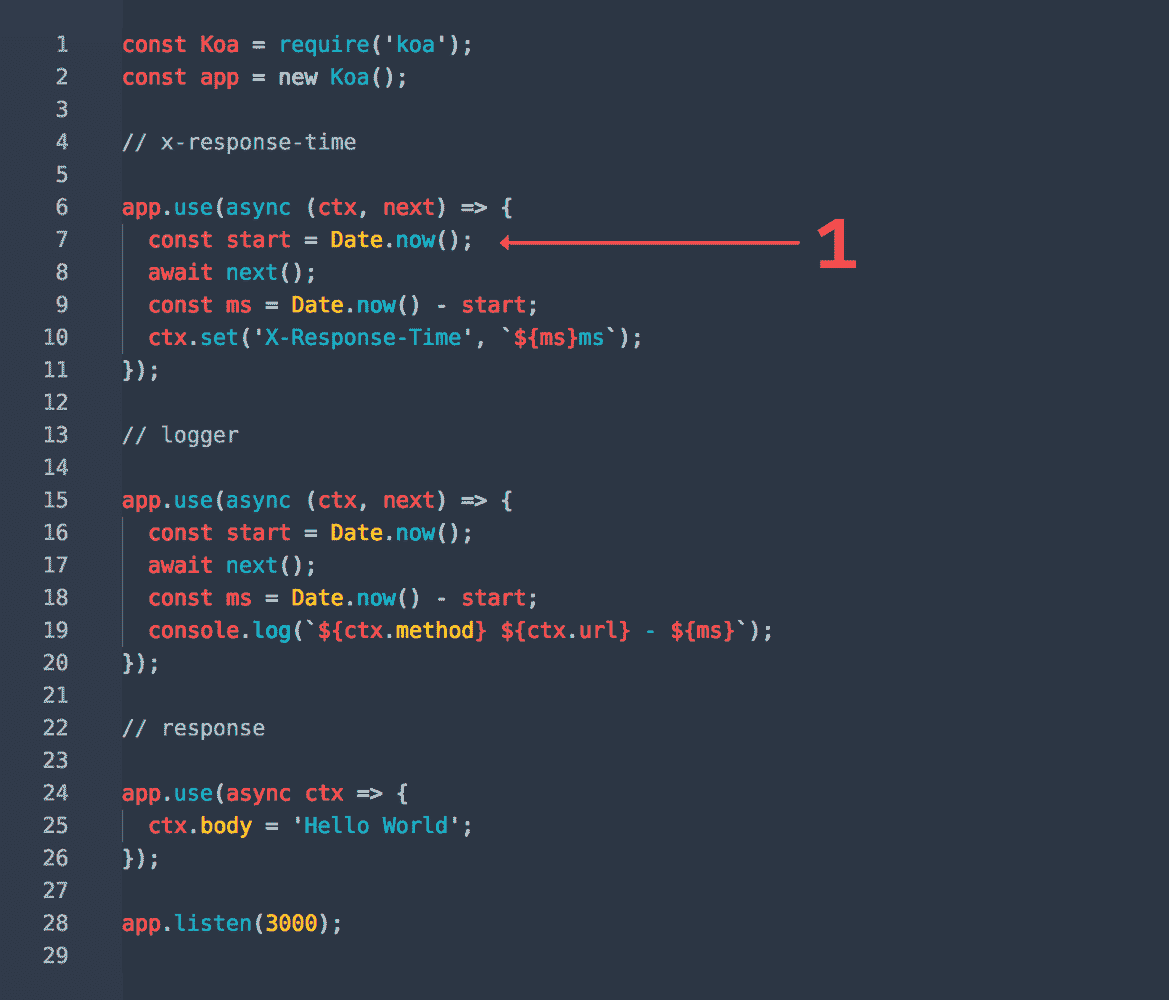 1 const Koa = require('koa');
2 const app = new Koa();
3
4 // x-response-time
5
6 app.use(async (ctx, next) => {
7   const start = Date.now(); 1
8   await next();
9   const ms = Date.now() - start;
10   ctx.set('X-Response-Time', `${ms}ms`);
11 });
12
13 // logger
14
15 app.use(async (ctx, next) => {
16   const start = Date.now();
17   await next();
18   const ms = Date.now() - start;
19   console.log(`${ctx.method} ${ctx.url} - ${ms}`);
20 });
21
22 // response
23
24 app.use(async ctx => {
25   ctx.body = 'Hello World';
26 });
27
28 app.listen(3000);
29